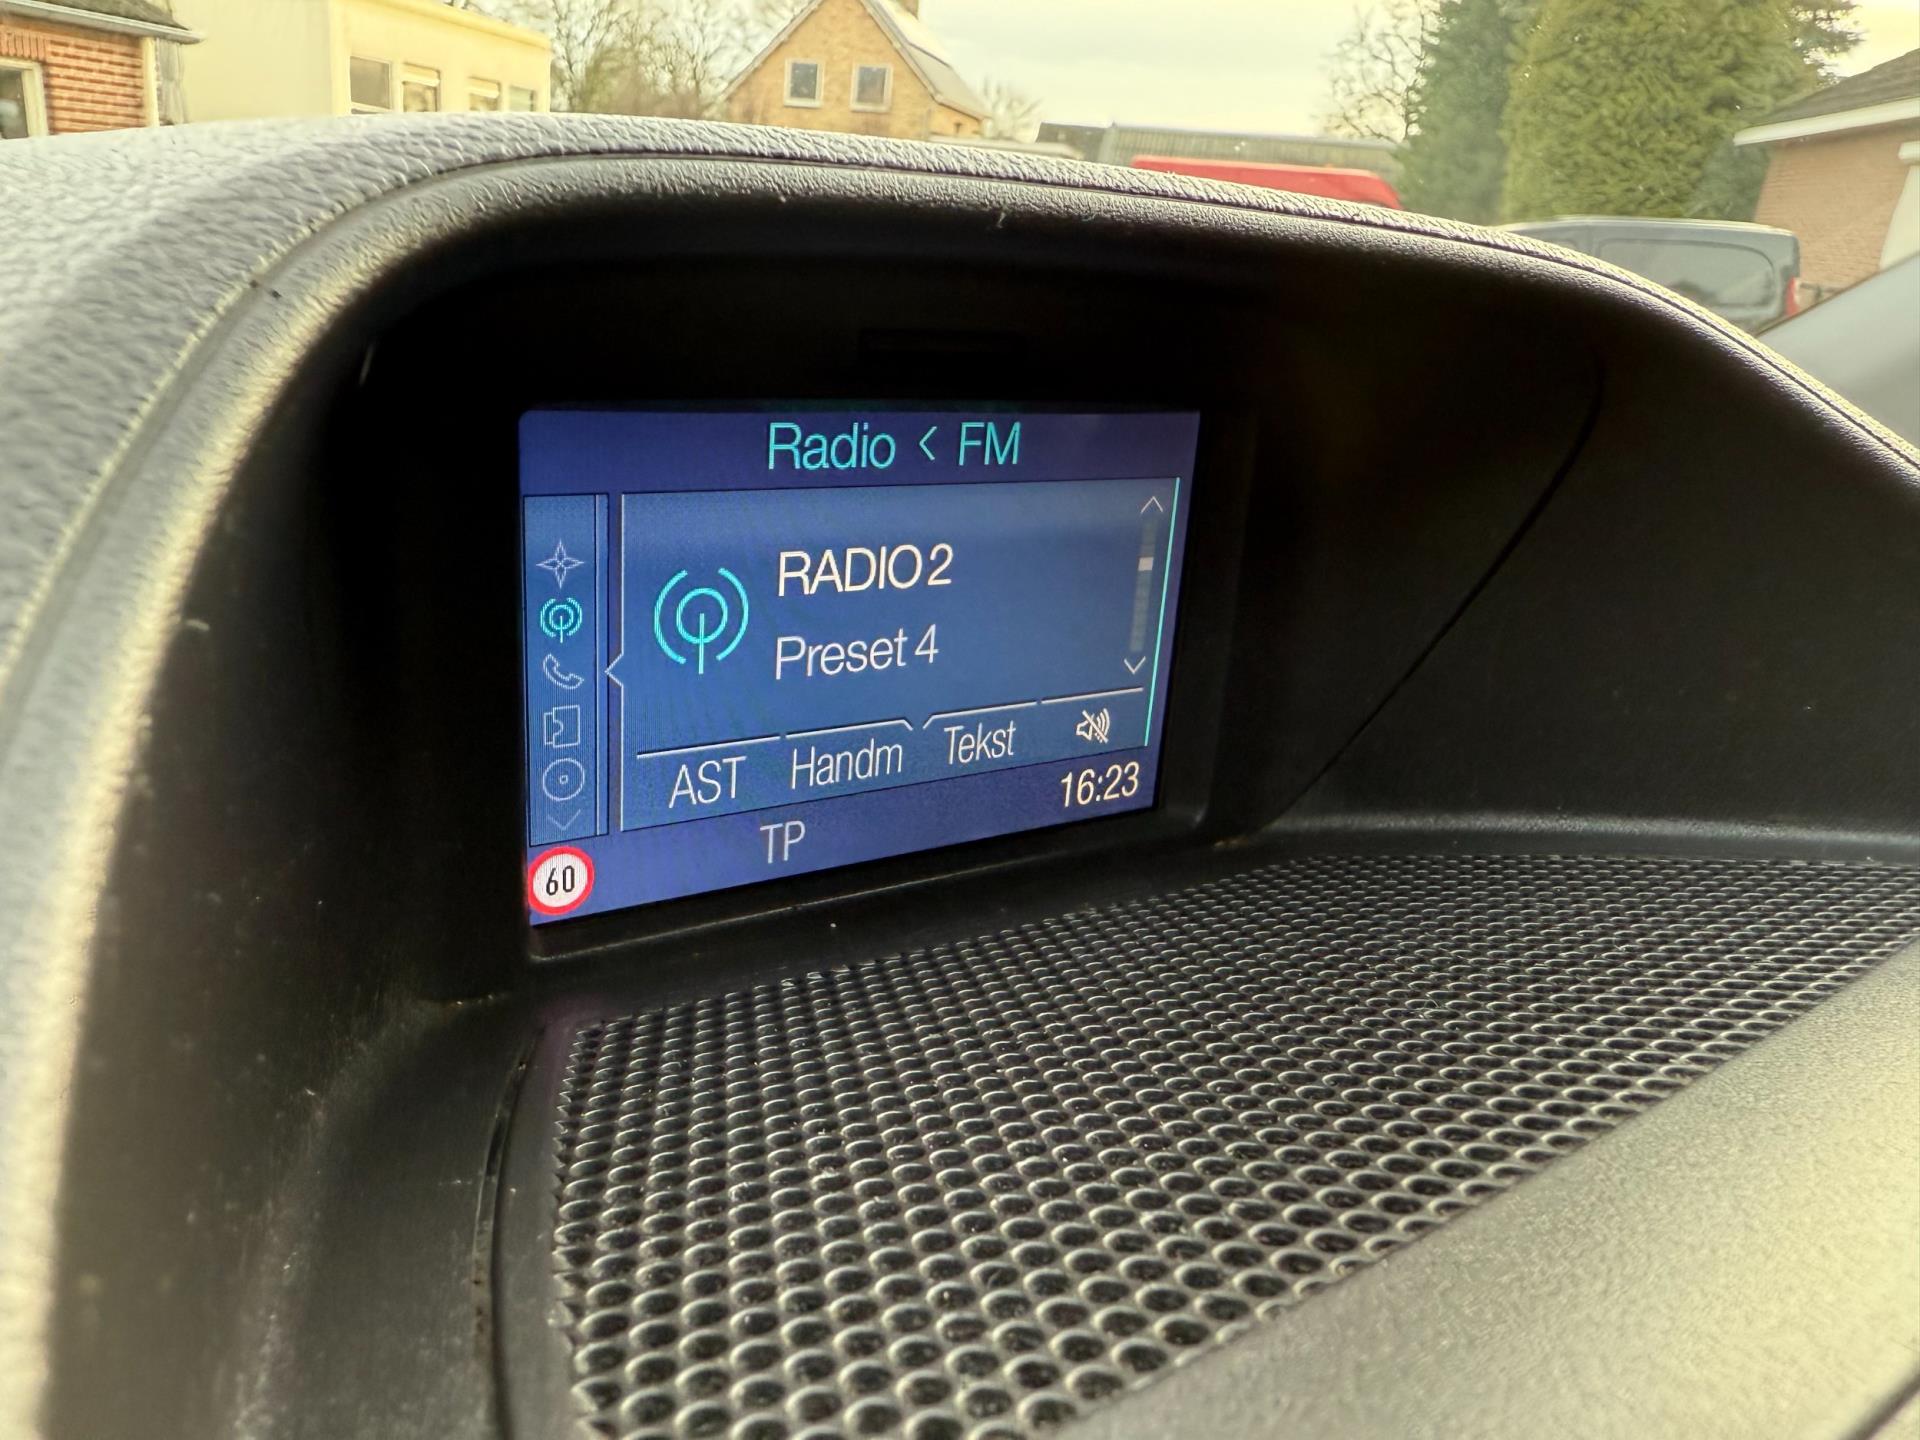 Radio < FM
RADIO 2
Preset 4
AST Handm Tekst
16:23
TP
60